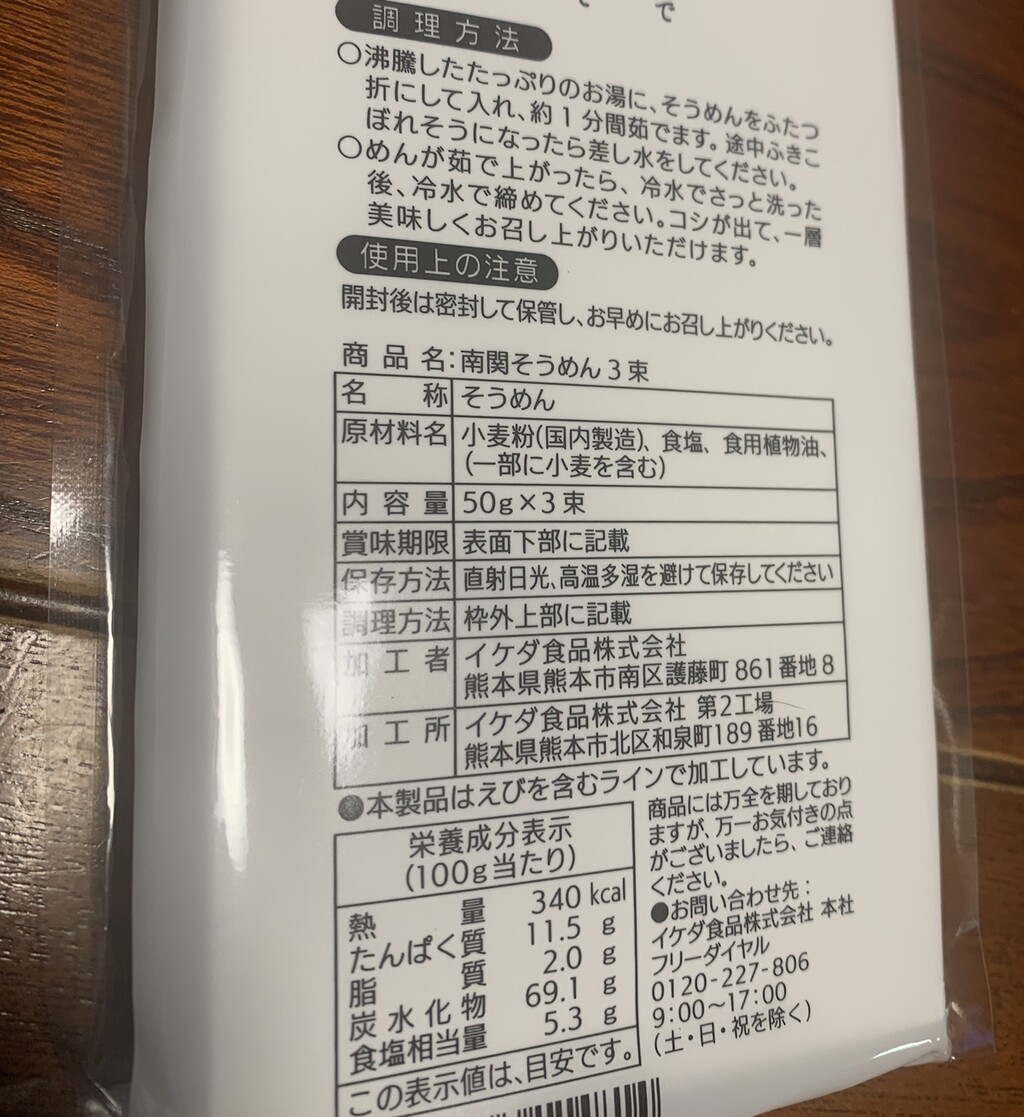 で
調理方法
○沸騰したたっぷりのお湯に、そうめんをふたつ
折にして入れ、約1分間茹でます。途中ふきこ
ぼれそうになったら差し水をしてください。
○めんが茹で上がったら、冷水でさっと洗った
後、冷水で締めてください。コシが出て、一層
美味しくお召し上がりいただけます。
使用上の注意
開封後は密封して保管し、お早めにお召し上がりください。
商品名：南関そうめん3束
名称 そうめん
原材料名 小麦粉(国内製造)、食塩、食用植物油、
(一部に小麦を含む)
内容量 50g×3束
賞味期限 表面下部に記載
保存方法 直射日光、高温多湿を避けて保存してください
調理方法 枠外上部に記載
加工者 イケダ食品株式会社
熊本県熊本市南区護藤町861番地8
加工所 イケダ食品株式会社 第2工場
熊本県熊本市北区和泉町189番地16
●本製品はえびを含むラインで加工しています。
栄養成分表示
(100g当たり)
熱量 340kcal
たんぱく質 11.5g
脂質 2.0g
炭水化物 69.1g
食塩相当量 5.3g
この表示値は、目安です。
商品には万全を期しており
ますが、万一お気付きの点
がございましたら、ご連絡
ください。
●お問い合わせ先：
イケダ食品株式会社 本社
フリーダイヤル
0120-227-806
9:00～17:00
(土・日・祝を除く)